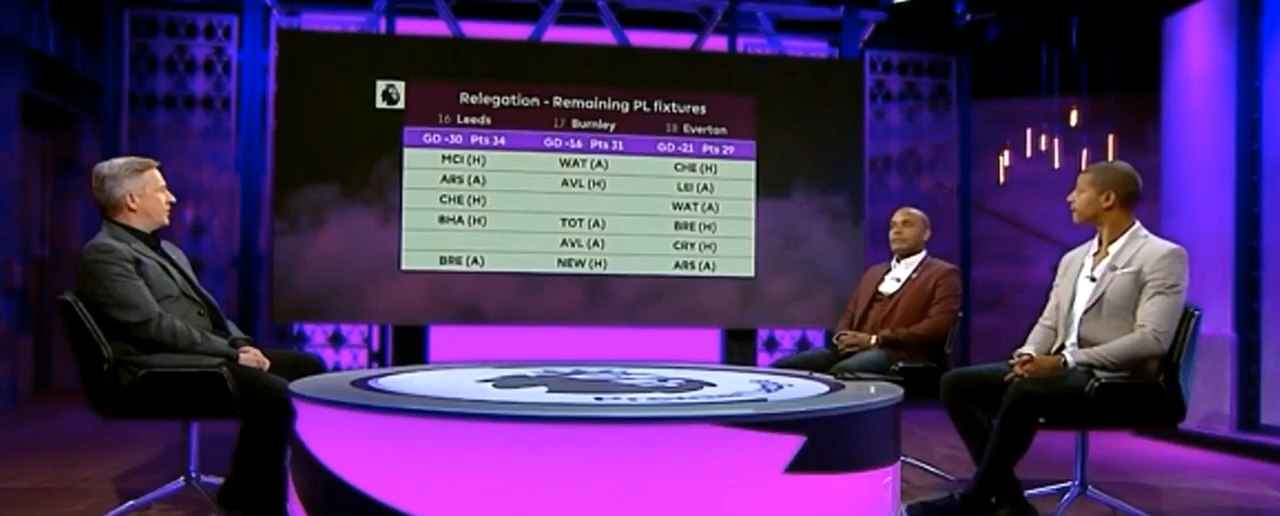 Relegation - Remaining PL fixtures
16 Leeds 17 Burnley 18 Everton
GD -30 Pts 34 GD -16 Pts 31 GD -21 Pts 29
MCI (H) WAT (A) CHE (H)
ARS (A) AVL (H) LEI (A)
CHE (H) WAT (A)
BHA (H) TOT (A) BRE (H)
AVL (A) CRY (H)
BRE (A) NEW (H) ARS (A)